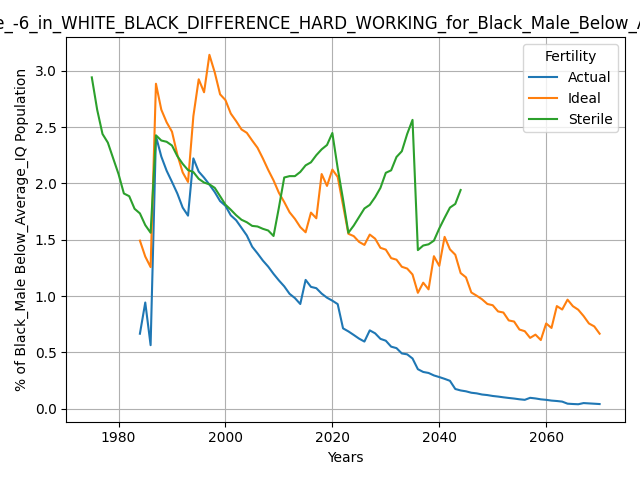 e_-6_in_WHITE_BLACK_DIFFERENCE_HARD_WORKING_for_Black_Male_Below_A
% of Black_Male Below_Average_IQ Population
3.0
2.5
2.0
1.5
1.0
0.5
0.0
Fertility
Actual
Ideal
Sterile
1980
2000
2020
2040
2060
Years